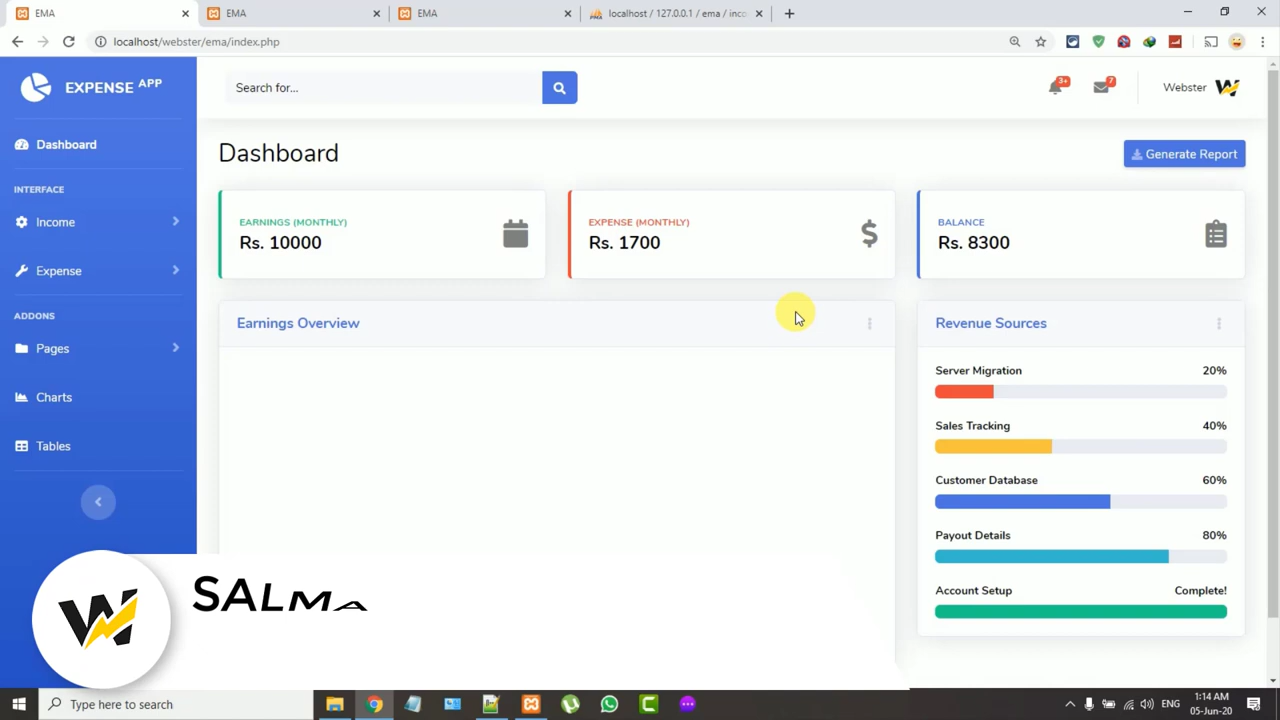 EMA
EMA
EMA
localhost / 127.0.0.1 / ema / inco
localhost/webster/ema/index.php
EXPENSE APP
Search for...
3+
7
Webster
Dashboard
INTERFACE
Income
Expense
ADDONS
Pages
Charts
Tables
Dashboard
Generate Report
EARNINGS (MONTHLY)
Rs. 10000
EXPENSE (MONTHLY)
Rs. 1700
BALANCE
Rs. 8300
Earnings Overview
Revenue Sources
Server Migration 20%
Sales Tracking 40%
Customer Database 60%
Payout Details 80%
Account Setup Complete!
W
SALMA
Type here to search
ENG
1:14 AM
05-Jun-20